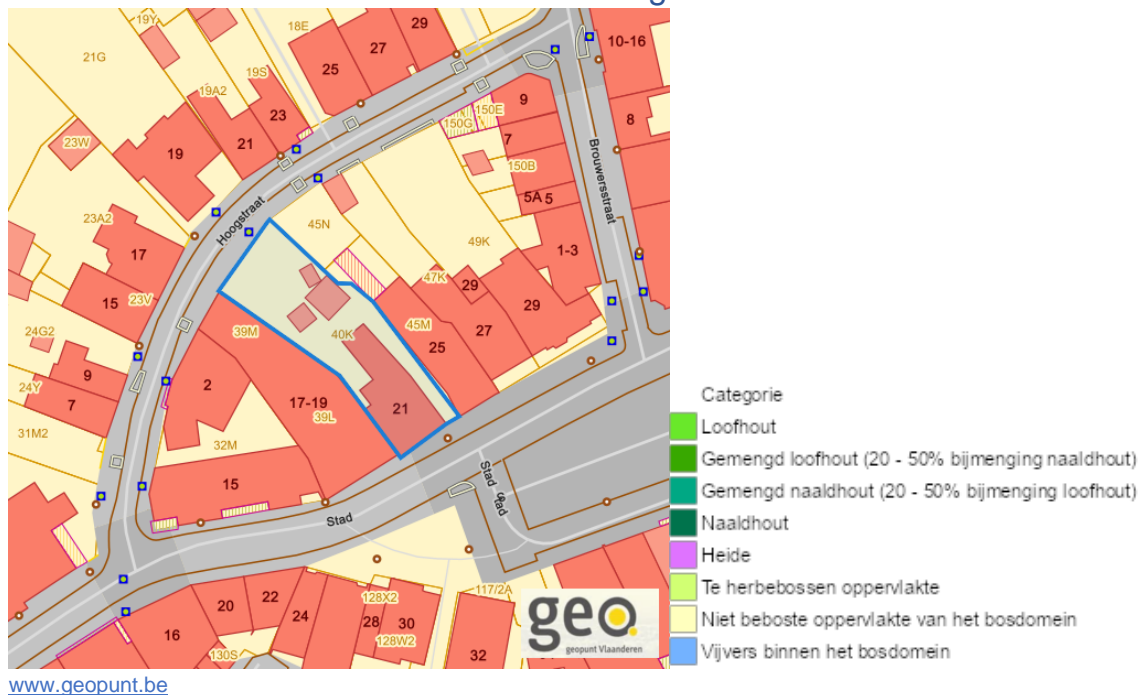 19Y
18E
29
27
10-16
21G
25
19S
19A2
150E
9
150G
23
8
23W
21
7
19
Brouwersstraat
150B
5A 5
Hoogstraat
23A2
45N
49K
17
1-3
47K
29
15
23V
29
24G2
39M
40K
45M
27
25
9
2
24Y
7
17-19
21
39L
31M2
32M
15
Stad
Stad
Stad
117/2A
20
22
128X2
24
28
30
16
128W2
130S
32
geo
geopunt Vlaanderen
Categorie
Loofhout
Gemengd loofhout (20 - 50% bijmenging naaldhout)
Gemengd naaldhout (20 - 50% bijmenging loofhout)
Naaldhout
Heide
Te herbebossen oppervlakte
Niet beboste oppervlakte van het bosdomein
Vijvers binnen het bosdomein
www.geopunt.be